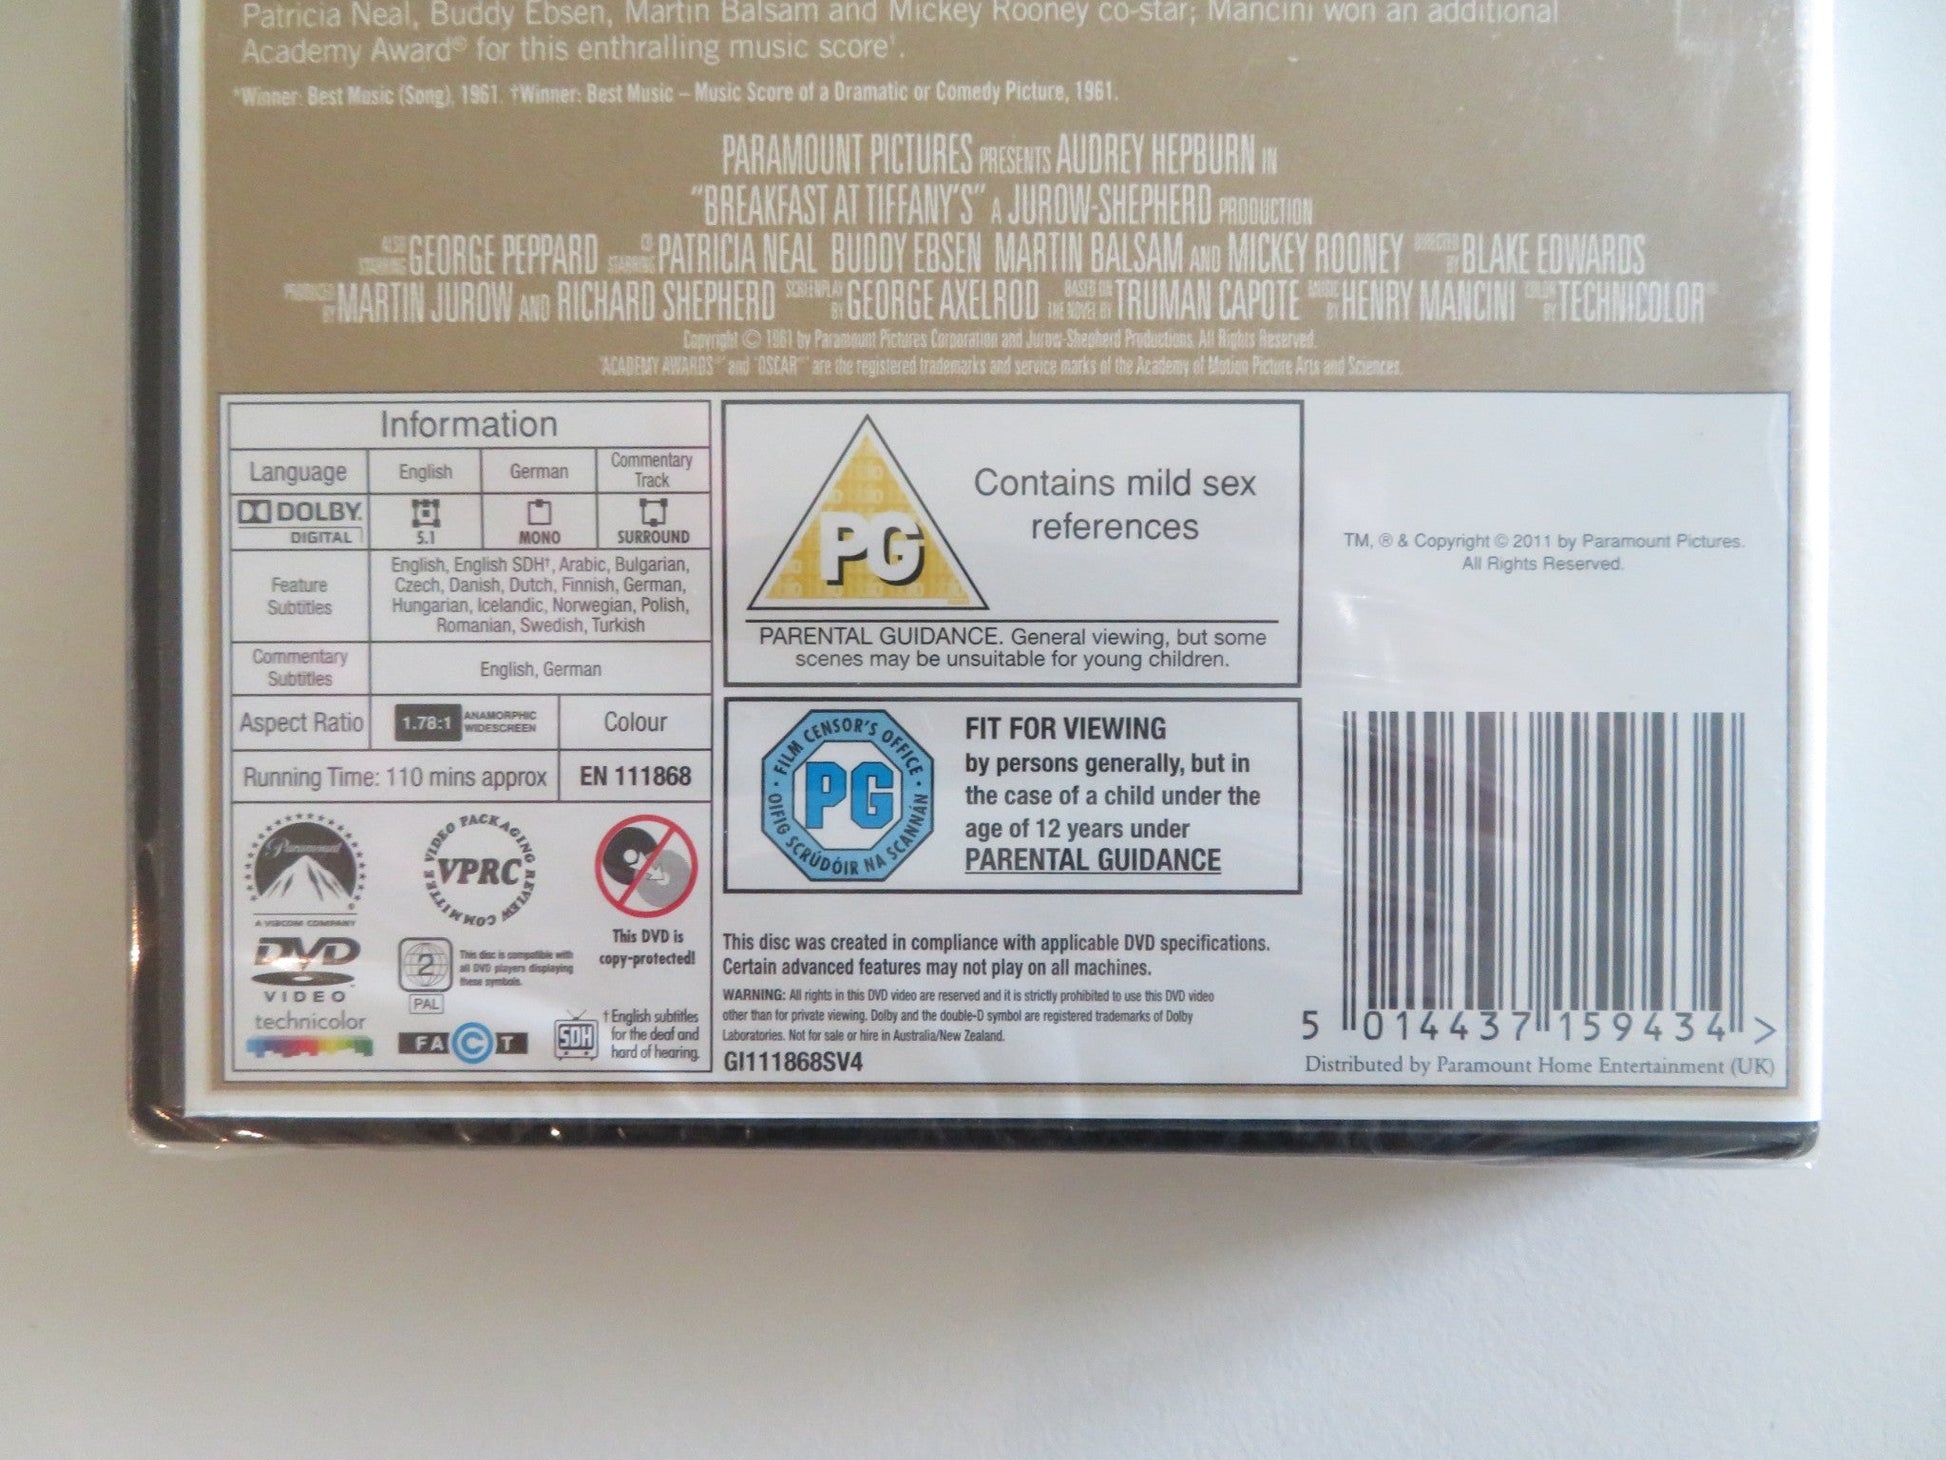 Patricia Neal, Buddy Ebsen, Martin Balsam and Mickey Rooney co-star; Mancini won an additional
Academy Award® for this enthralling music score†.
*Winner: Best Music (Song), 1961. †Winner: Best Music – Music Score of a Dramatic or Comedy Picture, 1961.
PARAMOUNT PICTURES PRESENTS AUDREY HEPBURN IN
"BREAKFAST AT TIFFANY'S" A JUROW-SHEPHERD PRODUCTION
ALSO STARRING GEORGE PEPPARD CO-STARRING PATRICIA NEAL BUDDY EBSEN MARTIN BALSAM AND MICKEY ROONEY DIRECTED BY BLAKE EDWARDS
PRODUCED BY MARTIN JUROW AND RICHARD SHEPHERD SCREENPLAY BY GEORGE AXELROD BASED ON THE NOVEL BY TRUMAN CAPOTE MUSIC BY HENRY MANCINI COLOR BY TECHNICOLOR®
Copyright © 1961 by Paramount Pictures Corporation and Jurow-Shepherd Productions. All Rights Reserved.
"ACADEMY AWARDS®" and "OSCAR®" are the registered trademarks and service marks of the Academy of Motion Picture Arts and Sciences.
Information
Language English German Commentary Track
DOLBY DIGITAL 5.1 MONO SURROUND
Feature Subtitles
English, English SDH†, Arabic, Bulgarian,
Czech, Danish, Dutch, Finnish, German,
Hungarian, Icelandic, Norwegian, Polish,
Romanian, Swedish, Turkish
Commentary Subtitles
English, German
Aspect Ratio 1.78:1 ANAMORPHIC WIDESCREEN Colour
Running Time: 110 mins approx EN 111868
Paramount
A VIACOM COMPANY
VIDEO PACKAGING REVIEW COMMITTEE
VPRC
This DVD is
copy-protected!
DVD
VIDEO
2
PAL
This disc is compatible with
all DVD players displaying
these symbols.
technicolor
FACT
SDH
† English subtitles
for the deaf and
hard of hearing.
PG
Contains mild sex
references
PARENTAL GUIDANCE. General viewing, but some
scenes may be unsuitable for young children.
FILM CENSOR'S OFFICE
PG
OIFIG SCRÚDÓIR NA SCANNÁN
FIT FOR VIEWING
by persons generally, but in
the case of a child under the
age of 12 years under
PARENTAL GUIDANCE
This disc was created in compliance with applicable DVD specifications.
Certain advanced features may not play on all machines.
WARNING: All rights in this DVD video are reserved and it is strictly prohibited to use this DVD video
other than for private viewing. Dolby and the double-D symbol are registered trademarks of Dolby
Laboratories. Not for sale or hire in Australia/New Zealand.
GI111868SV4
TM, ® & Copyright © 2011 by Paramount Pictures.
All Rights Reserved.
5 014437 159434 >
Distributed by Paramount Home Entertainment (UK)